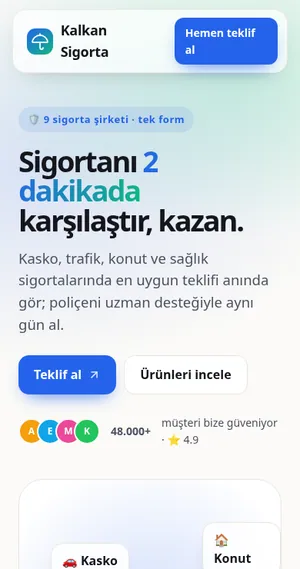 Kalkan
Sigorta
Hemen teklif
al
🛡️ 9 sigorta şirketi · tek form
Sigortanı 2
dakikada
karşılaştır, kazan.
Kasko, trafik, konut ve sağlık
sigortalarında en uygun teklifi anında
gör; poliçeni uzman desteğiyle aynı
gün al.
Teklif al ↗
Ürünleri incele
A E M K
48.000+
müşteri bize güveniyor
· ⭐ 4.9
🏠
Konut
🚗 Kasko